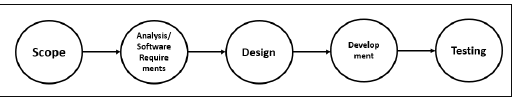 Scope
Analysis/
Software
Require
ments
Design
Develop
ment
Testing